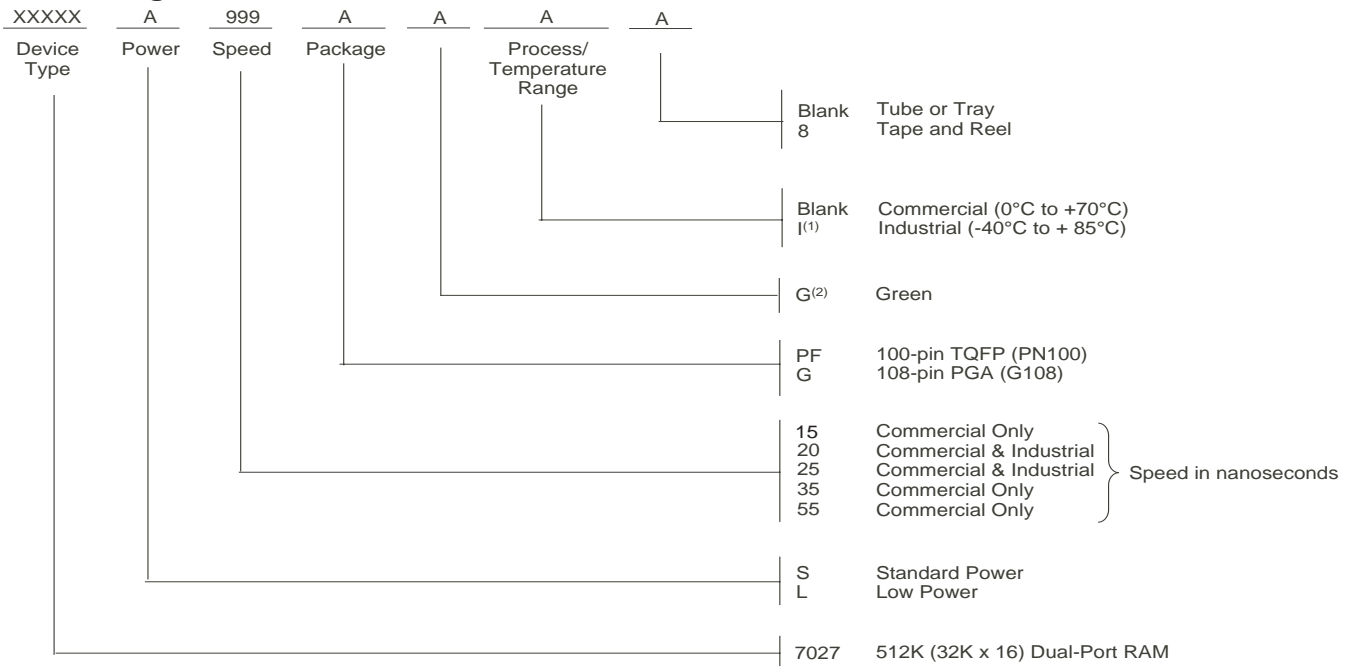 XXXXX A 999 A A A A
Device Type Power Speed Package Process/ Temperature Range
Blank Tube or Tray
8 Tape and Reel
Blank Commercial (0°C to +70°C)
I(1) Industrial (-40°C to + 85°C)
G(2) Green
PF 100-pin TQFP (PN100)
G 108-pin PGA (G108)
15 Commercial Only
20 Commercial & Industrial
25 Commercial & Industrial
35 Commercial Only
55 Commercial Only
Speed in nanoseconds
S Standard Power
L Low Power
7027 512K (32K x 16) Dual-Port RAM